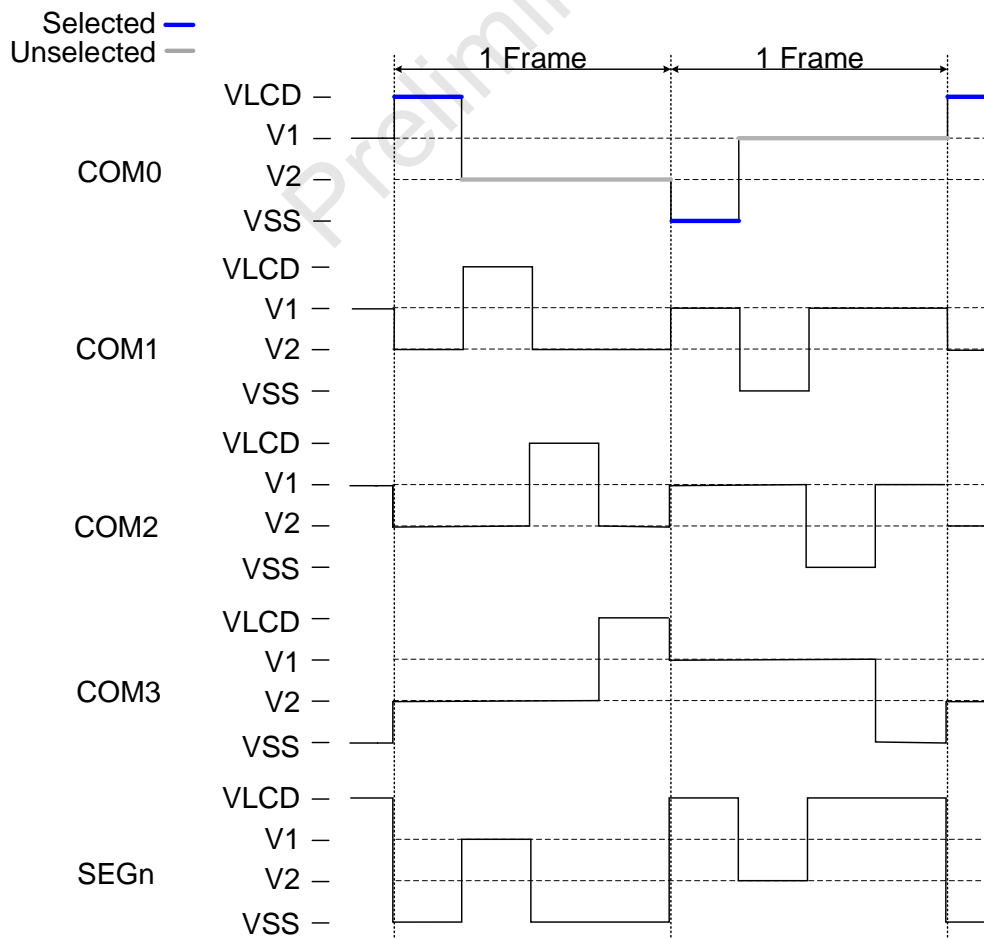 Selected
Unselected
1 Frame 1 Frame
VLCD
V1
COM0
V2
VSS
VLCD
V1
COM1
V2
VSS
VLCD
V1
COM2
V2
VSS
VLCD
V1
COM3
V2
VSS
VLCD
V1
SEGn
V2
VSS